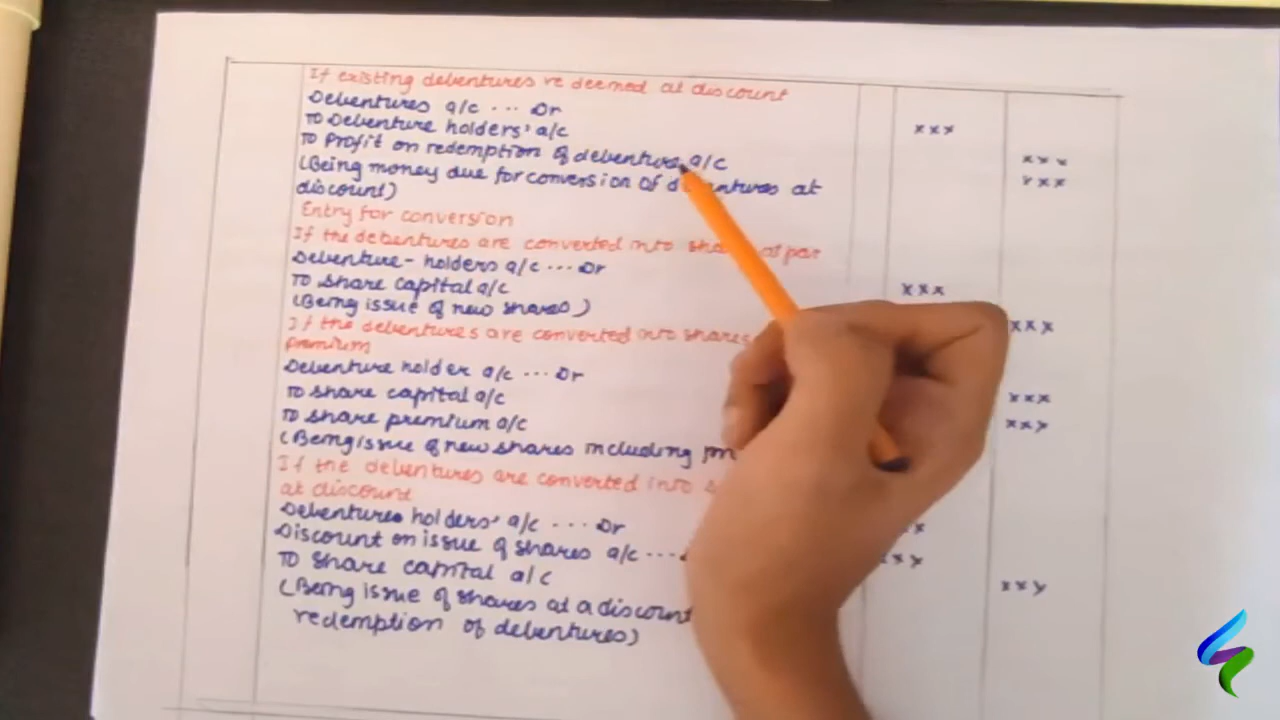 If existing debentures re deemed at discount
Debentures a/c ... Dr
To Debenture holders' a/c
xxx
To Profit on redemption of debenture a/c
xxx
(Being money due for conversion of debentures at
xxx
discount)
Entry for conversion
If the debentures are converted into at par
Debenture-holders a/c ... Dr
To share capital a/c
xxx
(Being issue of new shares)
If the debentures are converted into shares
xxx
premium
Debenture holder a/c ... Dr
To share capital a/c
xxx
To share premium a/c
xxx
(Being issue of new shares including
If the debentures are converted into
at discount
Debentures holders' a/c ... Dr
Discount on issue of shares a/c ...
xxx
To share capital a/c
xxx
(Being issue of shares at a discount
redemption of debentures)